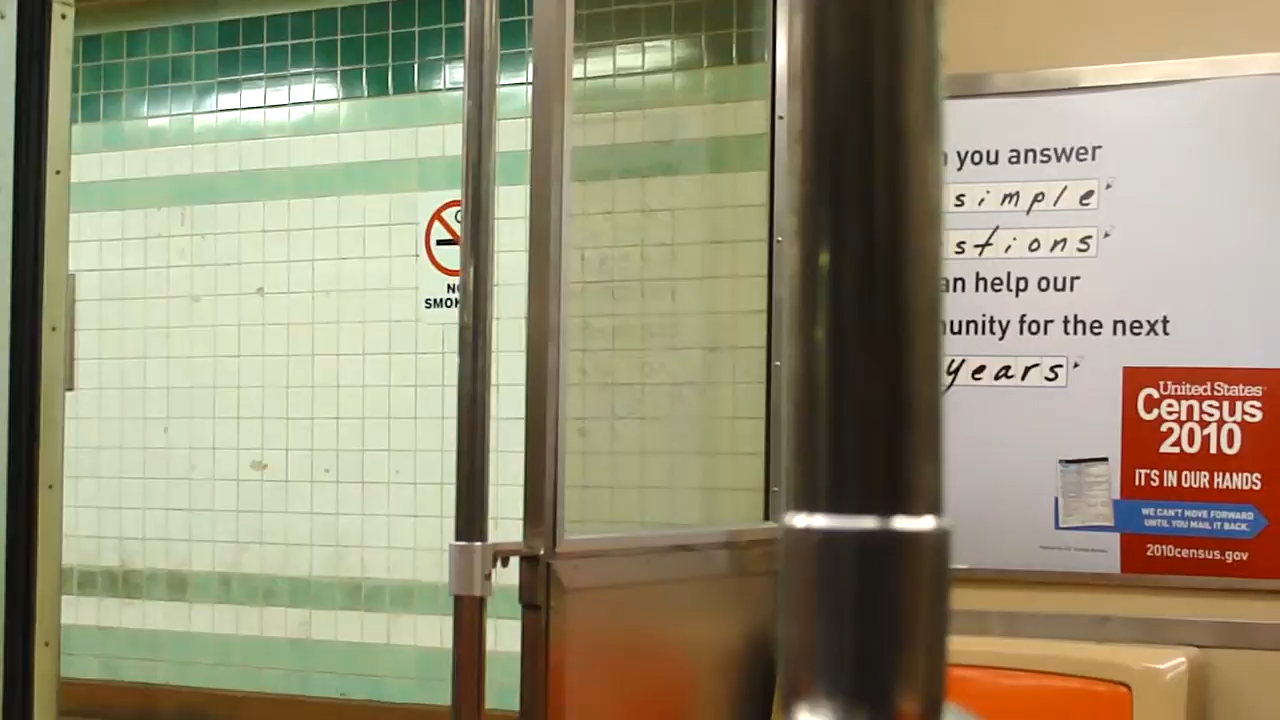 NO
SMOK
you answer
simple
stions
an help our
unity for the next
years
United States
Census
2010
IT'S IN OUR HANDS
WE CAN'T MOVE FORWARD
UNTIL YOU MAIL IT BACK.
2010census.gov